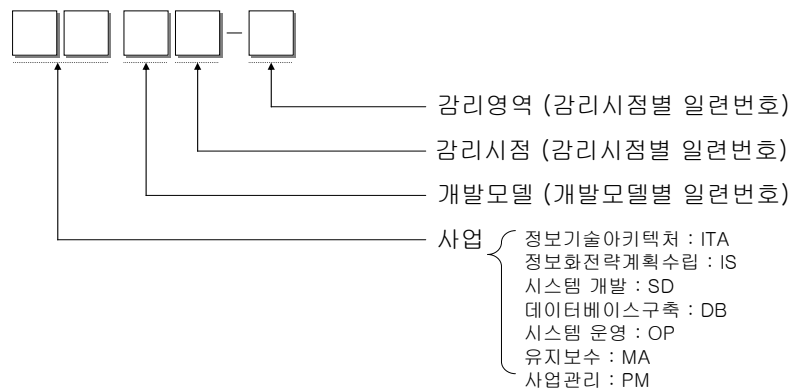 감리영역 (감리시점별 일련번호)
감리시점 (감리시점별 일련번호)
개발모델 (개발모델별 일련번호)
사업
정보기술아키텍처 : ITA
정보화전략계획수립 : IS
시스템 개발 : SD
데이터베이스구축 : DB
시스템 운영 : OP
유지보수 : MA
사업관리 : PM